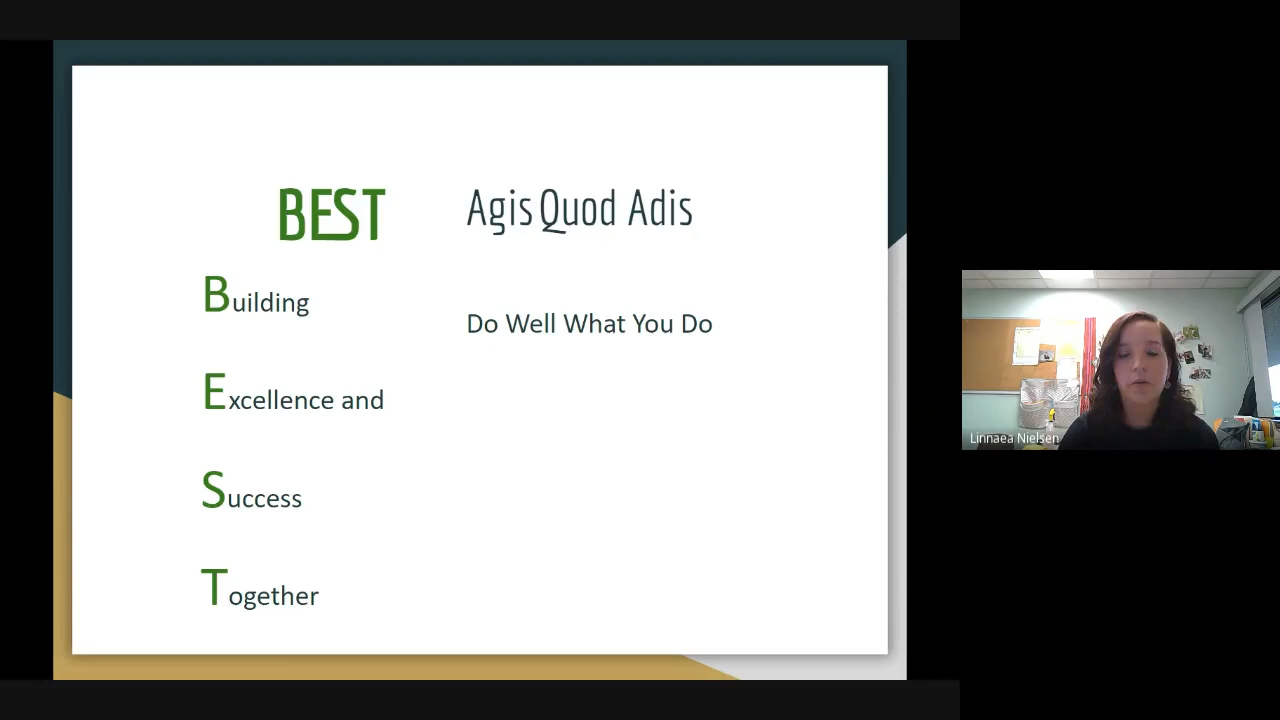 BEST
Building
Excellence and
Success
Together
Agis Quod Adis
Do Well What You Do
Linnaea Nielsen